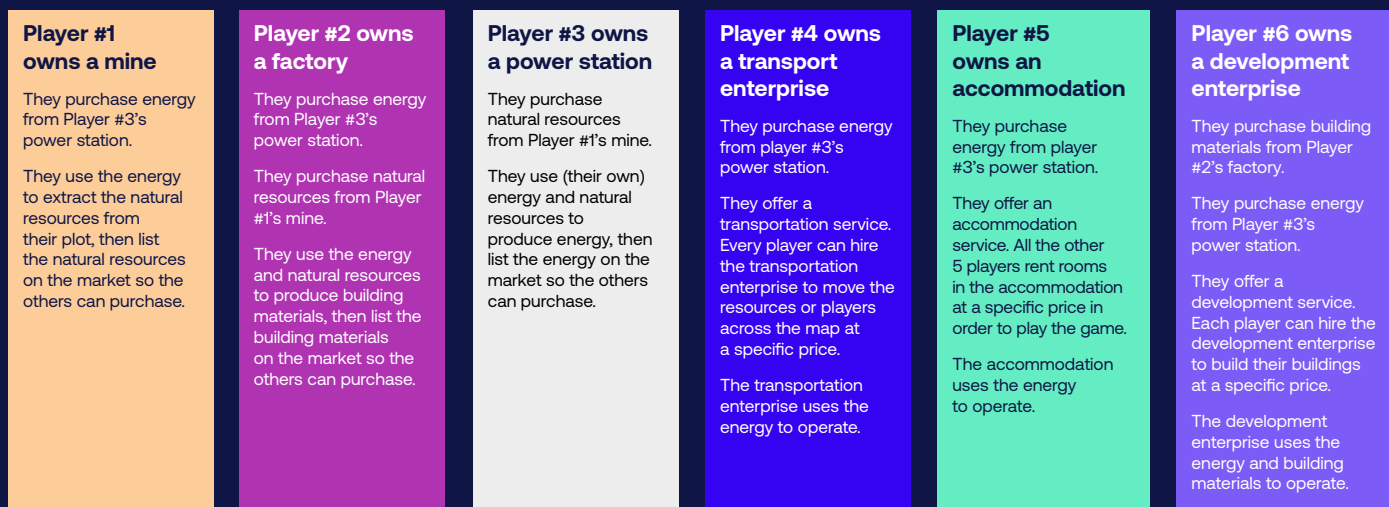 Player #1
owns a mine
They purchase energy
from Player #3's
power station.
They use the energy
to extract the natural
resources from
their plot, then list
the natural resources
on the market so the
others can purchase.
Player #2 owns
a factory
They purchase energy
from Player #3's
power station.
They purchase natural
resources from Player
#1's mine.
They use the energy
and natural resources
to produce building
materials, then list the
building materials
on the market so the
others can purchase.
Player #3 owns
a power station
They purchase
natural resources
from Player #1's mine.
They use (their own)
energy and natural
resources to
produce energy, then
list the energy on the
market so the others
can purchase.
Player #4 owns
a transport
enterprise
They purchase energy
from player #3's
power station.
They offer a
transportation service.
Every player can hire
the transportation
enterprise to move the
resources or players
across the map at
a specific price.
The transportation
enterprise uses the
energy to operate.
Player #5
owns an
accommodation
They purchase
energy from player
#3's power station.
They offer an
accommodation
service. All the other
5 players rent rooms
in the accommodation
at a specific price in
order to play the game.
The accommodation
uses the energy
to operate.
Player #6 owns
a development
enterprise
They purchase building
materials from Player
#2's factory.
They purchase energy
from Player #3's
power station.
They offer a
development service.
Each player can hire the
development enterprise
to build their buildings
at a specific price.
The development
enterprise uses the
energy and building
materials to operate.